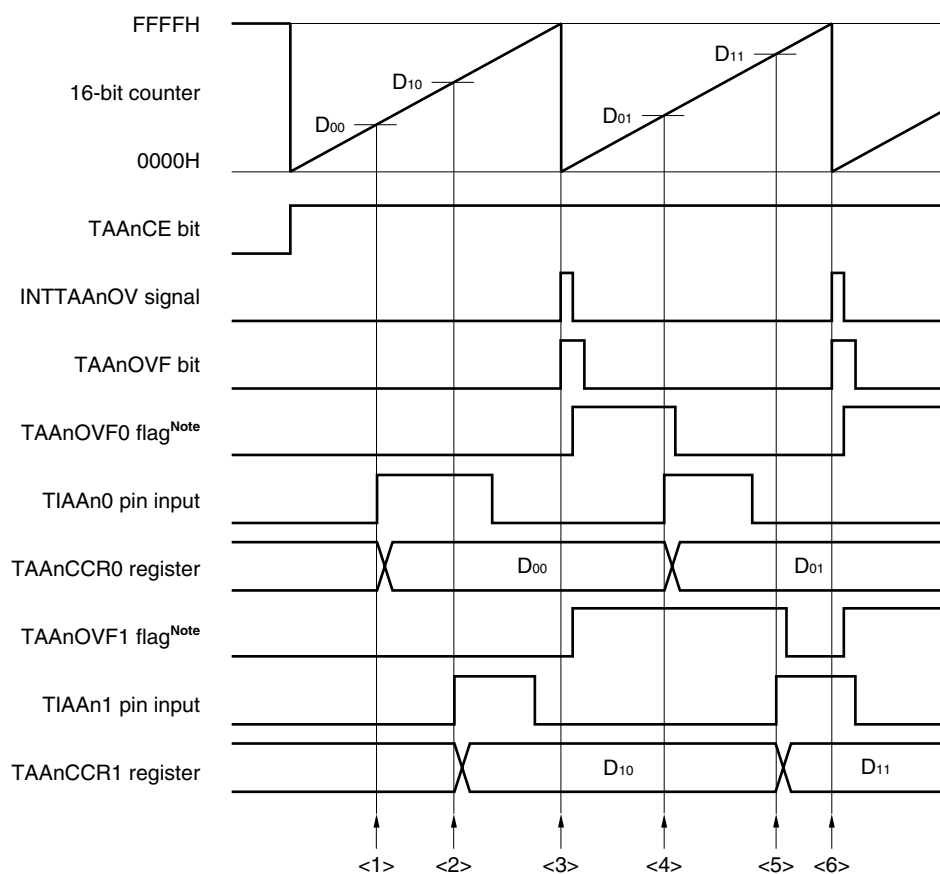 FFFFH
D₁₁
D₁₀
16-bit counter
D₀₁
D₀₀
0000H
TAAnCE bit
INTTAAnOV signal
TAAnOVF bit
TAAnOVF0 flagᴺᵒᵗᵉ
TIAAn0 pin input
TAAnCCR0 register D₀₀ D₀₁
TAAnOVF1 flagᴺᵒᵗᵉ
TIAAn1 pin input
TAAnCCR1 register D₁₀ D₁₁
<1> <2> <3> <4> <5> <6>